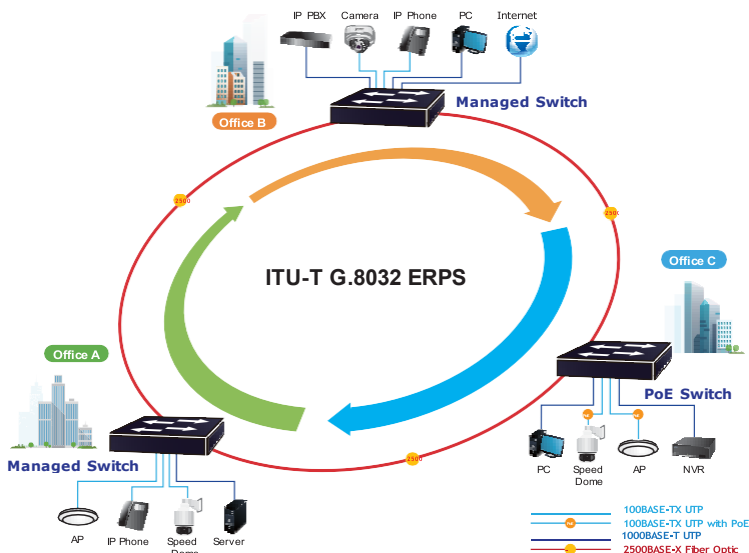 IP PBX
Camera
IP Phone
PC
Internet
Managed Switch
Office B
2500
2500
Office C
ITU-T G.8032 ERPS
Office A
PoE Switch
Managed Switch
2500
PC
Speed
Dome
AP
NVR
AP
IP Phone
Speed
Dome
Server
100BASE-TX UTP
100BASE-TX UTP with PoE
1000BASE-T UTP
2500BASE-X Fiber Optic